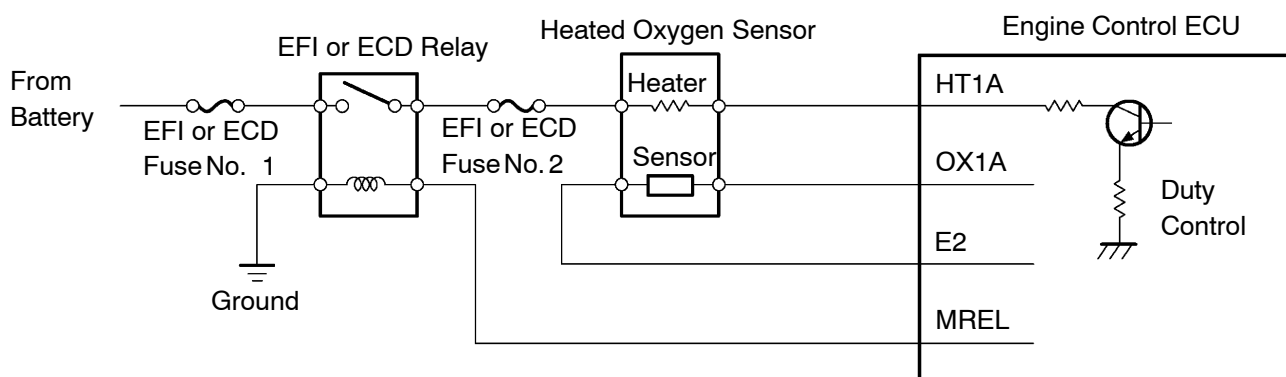 Engine Control ECU
Heated Oxygen Sensor
EFI or ECD Relay
From
Battery
EFI or ECD
Fuse No. 1
EFI or ECD
Fuse No. 2
Heater
Sensor
Ground
HT1A
OX1A
E2
MREL
Duty
Control